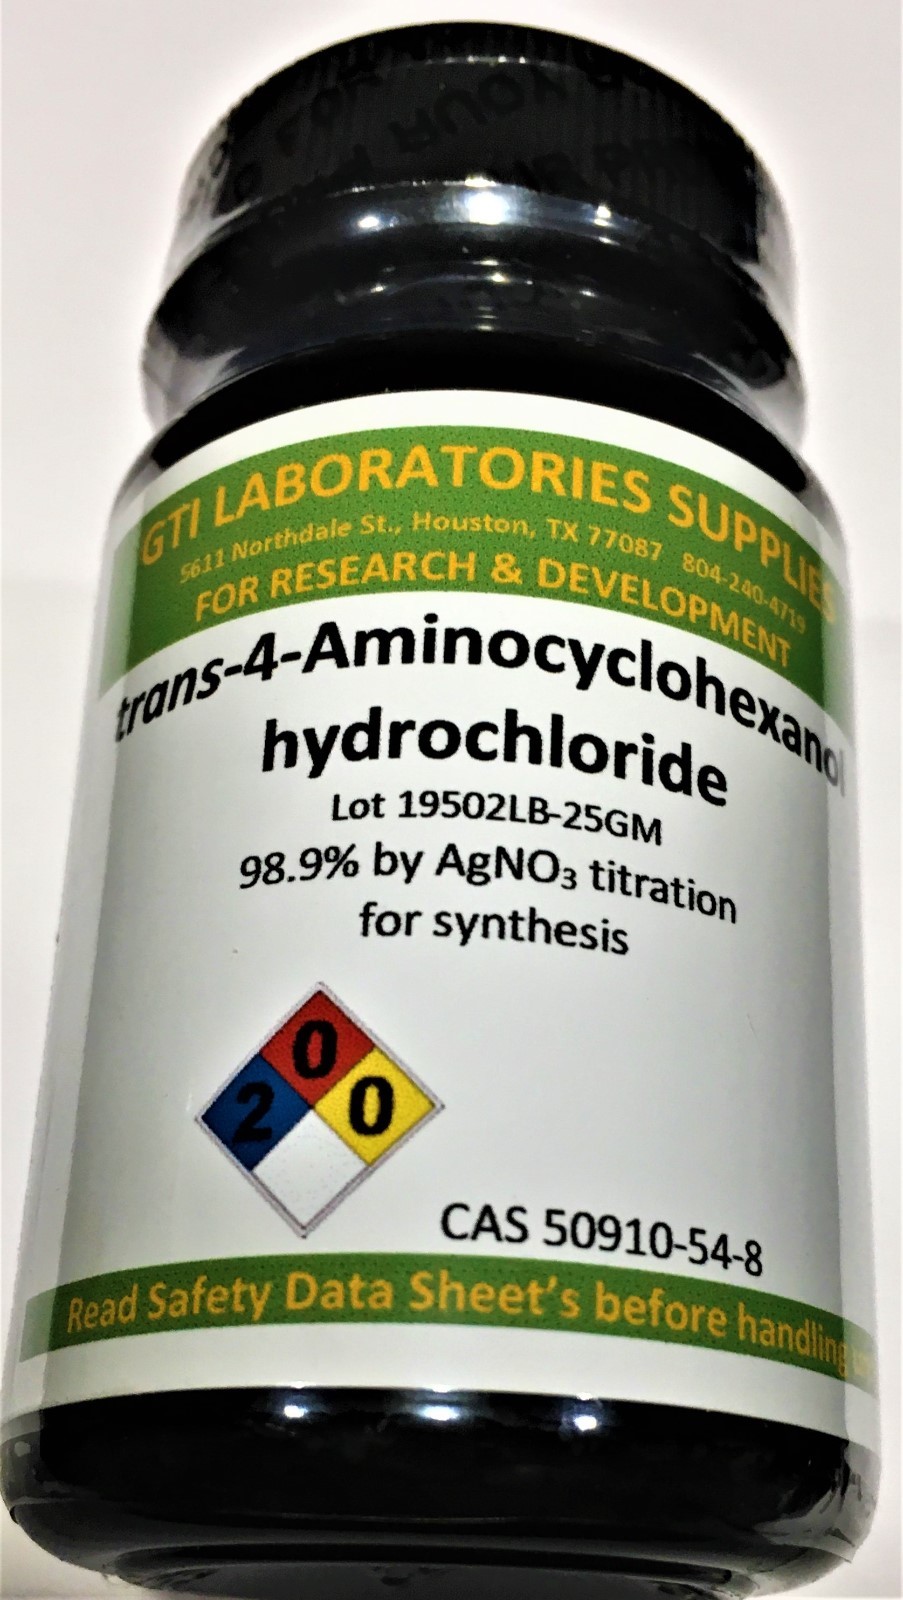 GTI LABORATORIES SUPPLIES
5611 Northdale St., Houston, TX 77087 804-240-4719
FOR RESEARCH & DEVELOPMENT
trans-4-Aminocyclohexanol
hydrochloride
Lot 19502LB-25GM
98.9% by AgNO₃ titration
for synthesis
0
2 0
CAS 50910-54-8
Read Safety Data Sheet's before handling